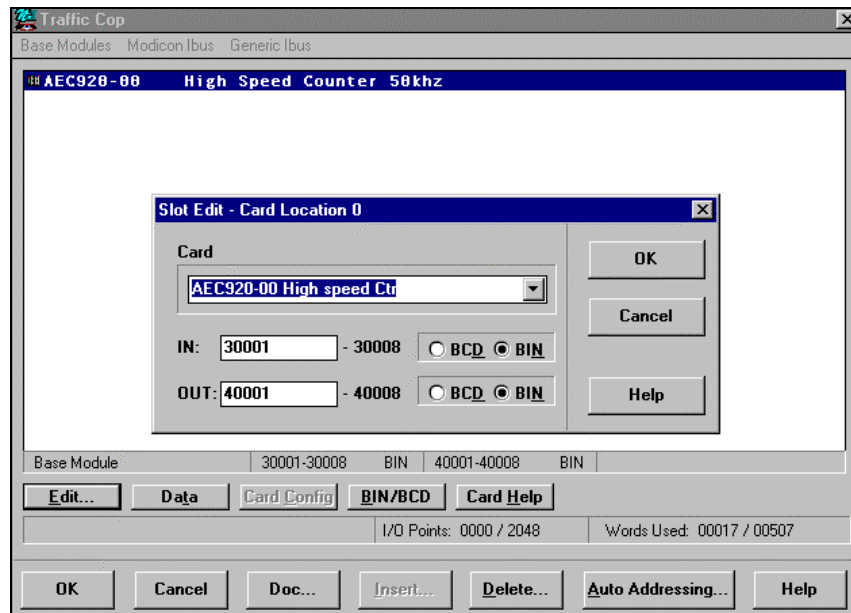 Traffic Cop
Base Modules Modicon Ibus Generic Ibus
AEC920-00 High Speed Counter 50khz
Slot Edit - Card Location 0
Card
AEC920-00 High speed Ctr
OK
Cancel
IN: 30001 - 30008 BCD BIN
OUT: 40001 - 40008 BCD BIN
Help
Base Module 30001-30008 BIN 40001-40008 BIN
Edit... Data Card Config BIN/BCD Card Help
I/O Points: 0000 / 2048 Words Used: 00017 / 00507
OK Cancel Doc... Insert... Delete... Auto Addressing... Help